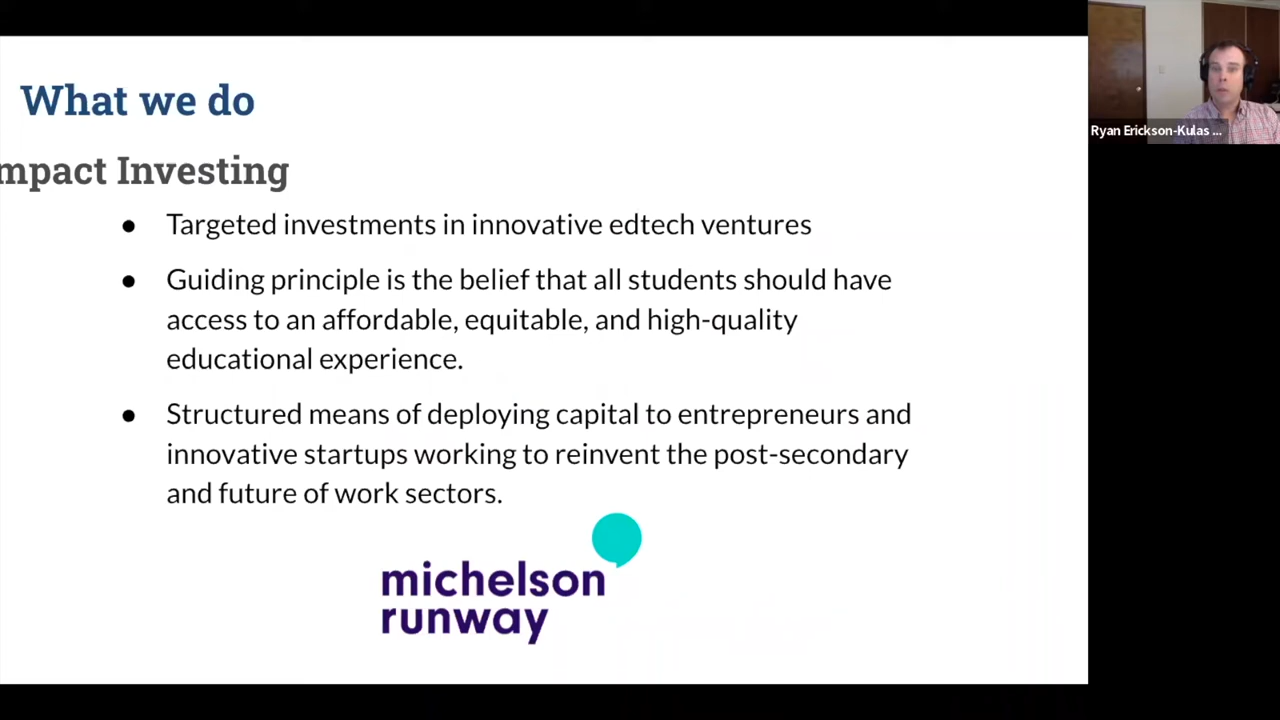 What we do
mpact Investing
● Targeted investments in innovative edtech ventures
● Guiding principle is the belief that all students should have
access to an affordable, equitable, and high-quality
educational experience.
● Structured means of deploying capital to entrepreneurs and
innovative startups working to reinvent the post-secondary
and future of work sectors.
michelson
runway
Ryan Erickson-Kulas ...